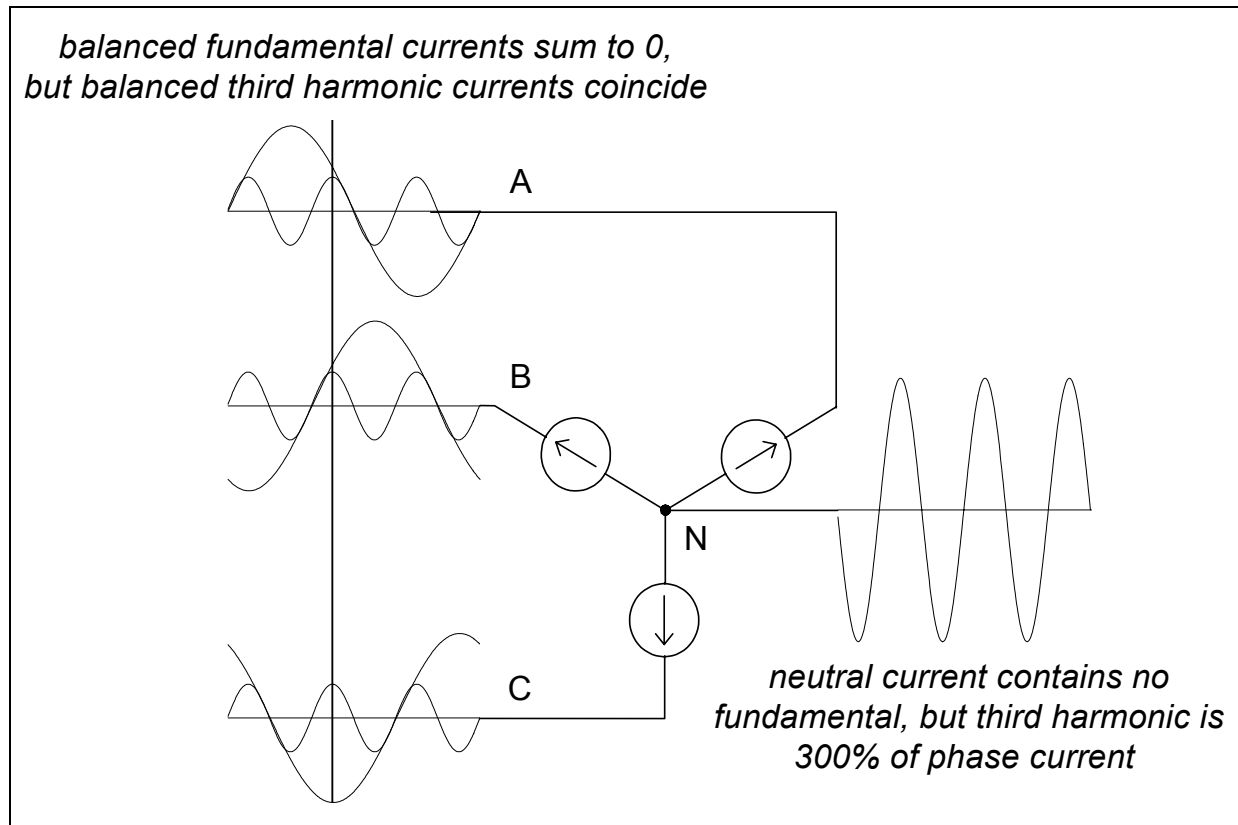 balanced fundamental currents sum to 0,
but balanced third harmonic currents coincide
A
B
N
C
neutral current contains no
fundamental, but third harmonic is
300% of phase current